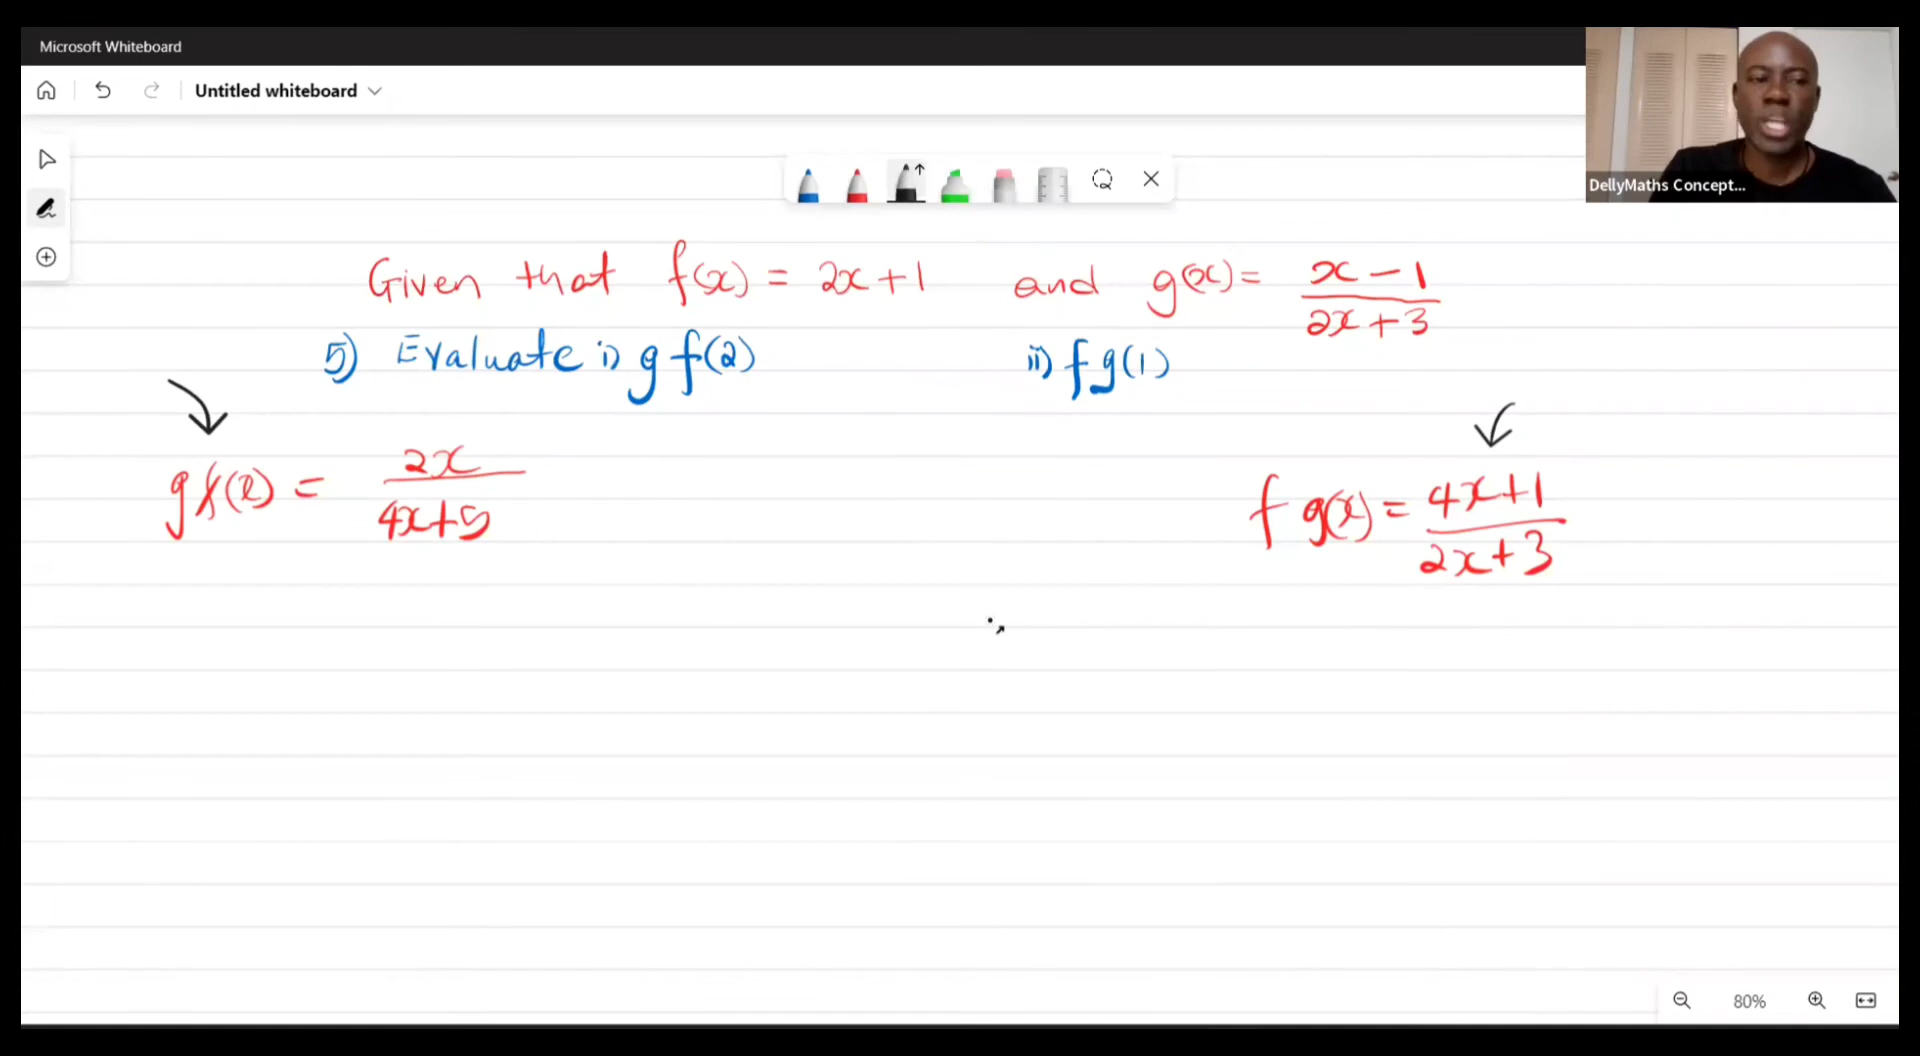 Microsoft Whiteboard
Untitled whiteboard
DellyMaths Concept...
Given that f(x) = 2x+1 and g(x) = x-1 / 2x+3
5) Evaluate i) gf(2) ii) fg(1)
gf(x) = 2x / 4x+5
fg(x) = 4x+1 / 2x+3
80%